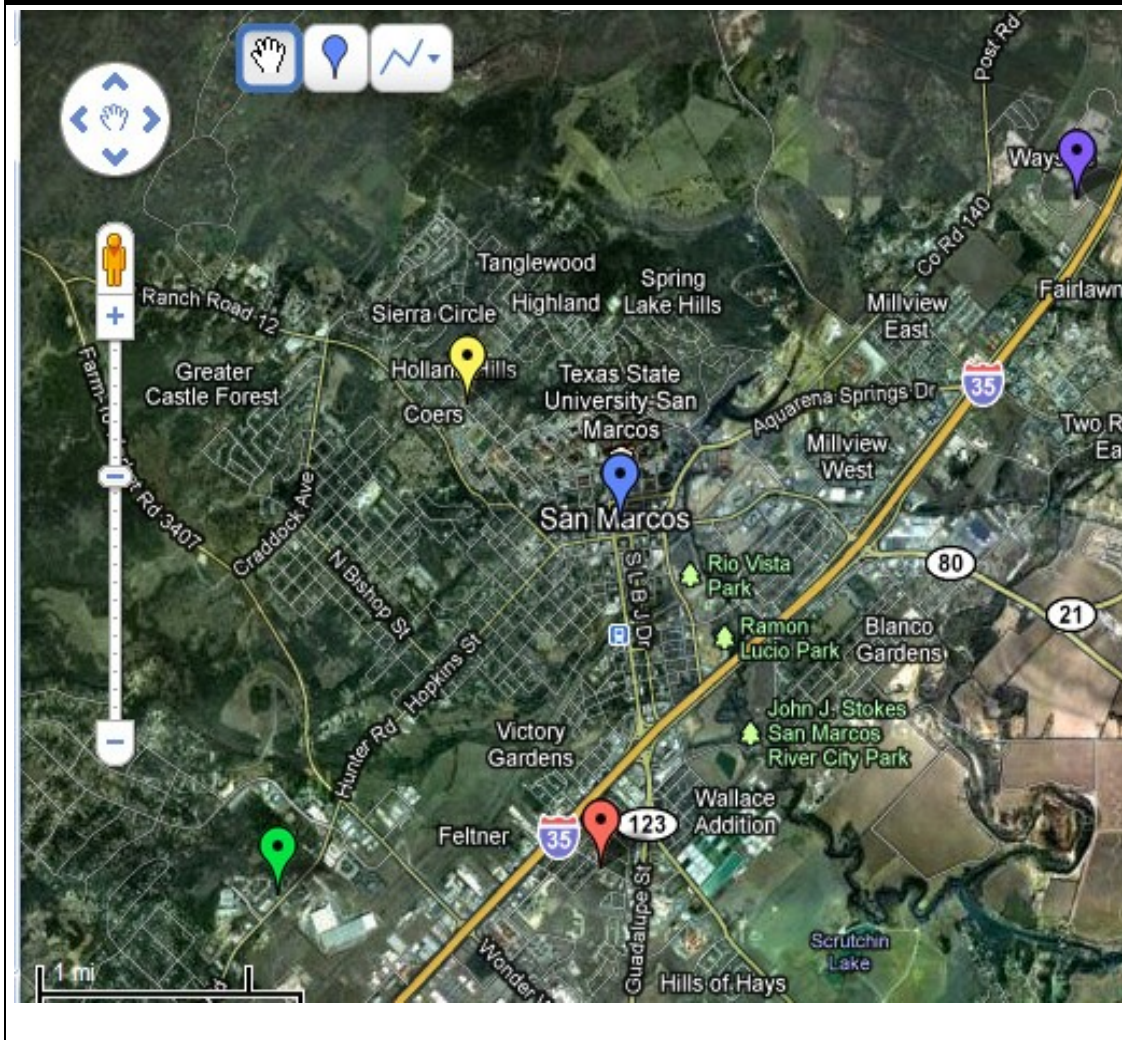 Post Rd
Co Rd 140
Tanglewood
Spring
Lake Hills
Highland
Fairlawn
Ranch Road 12
Sierra Circle
Millview
East
Greater
Castle Forest
Texas State
University-San
Marcos
35
Coers
Aquarena Springs Dr
Millview
West
Craddock Ave
San Marcos
N Bishop St
S L B J Dr
Rio Vista
Park
80
21
Ramon
Lucio Park
Blanco
Gardens
Hopkins St
Hunter Rd
Victory
Gardens
John J. Stokes
San Marcos
River City Park
Wallace
Addition
Feltner
35
123
Guadalupe St
Scrutchin
Lake
1 mi
Hills of Hays